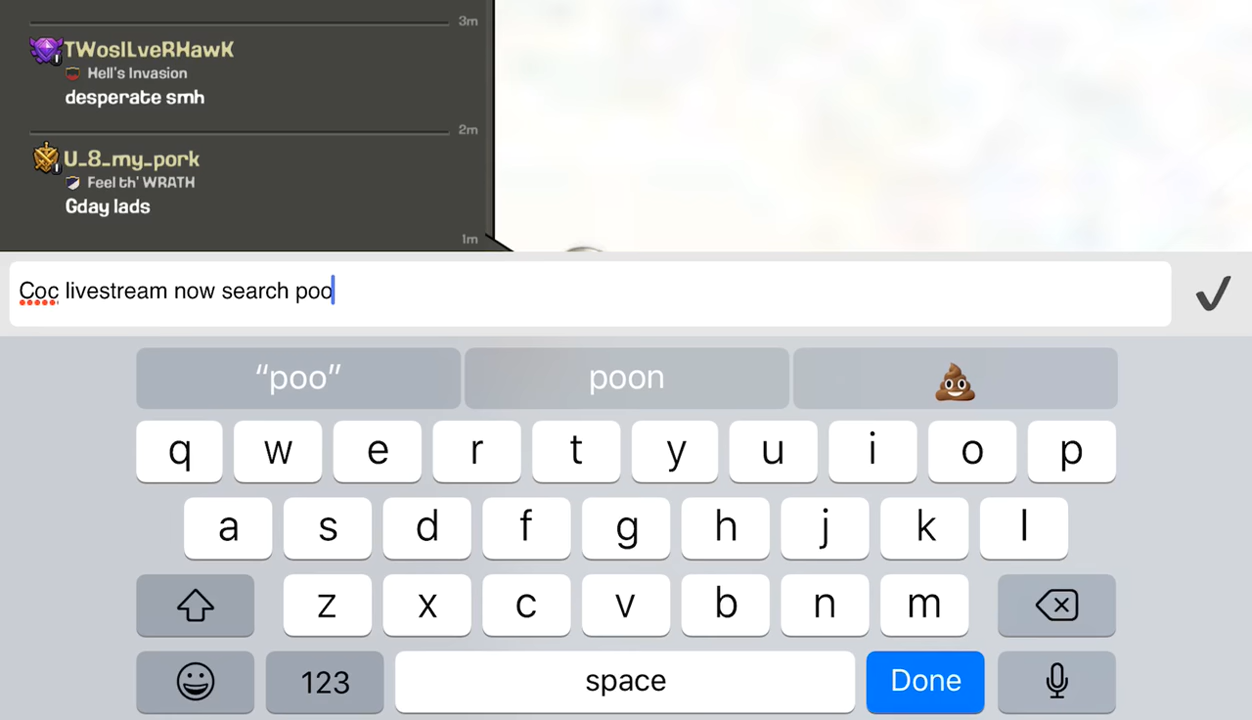 3m
TWosILveRHawK
Hell's Invasion
desperate smh
2m
U_8_my_pork
Feel th' WRATH
Gday lads
1m
Coc livestream now search poo
“poo” poon
q w e r t y u i o p
a s d f g h j k l
z x c v b n m
123 space Done